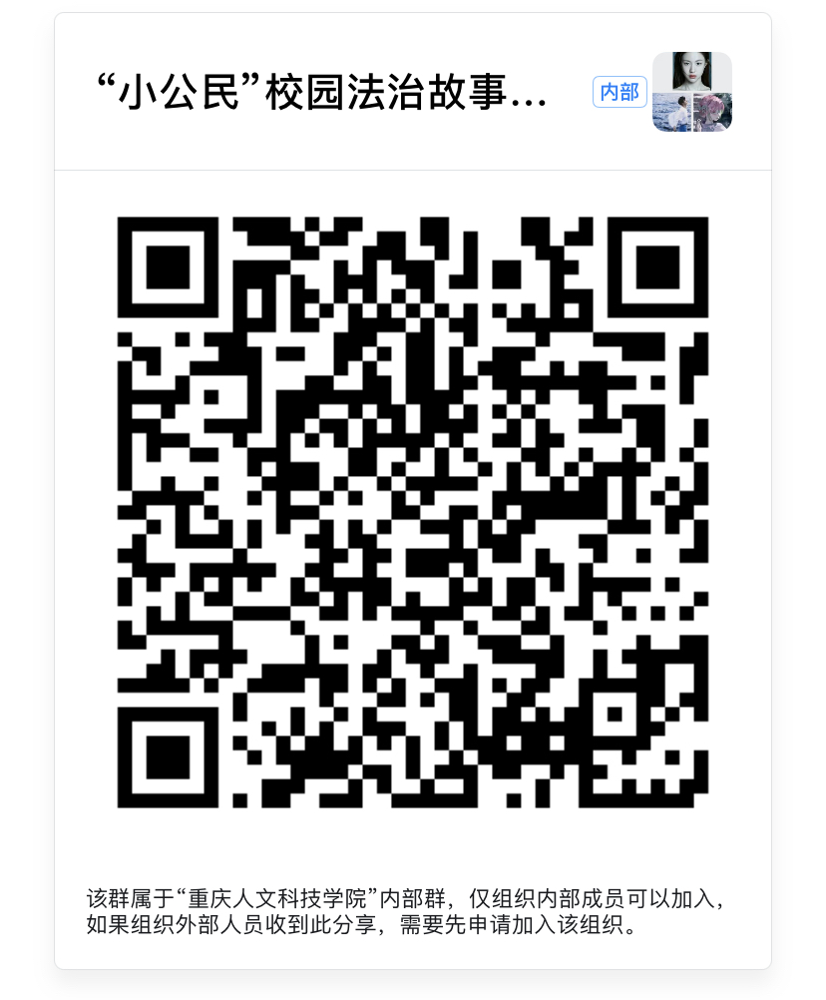 “小公民”校园法治故事...
内部
该群属于“重庆人文科技学院”内部群，仅组织内部成员可以加入，
如果组织外部人员收到此分享，需要先申请加入该组织。